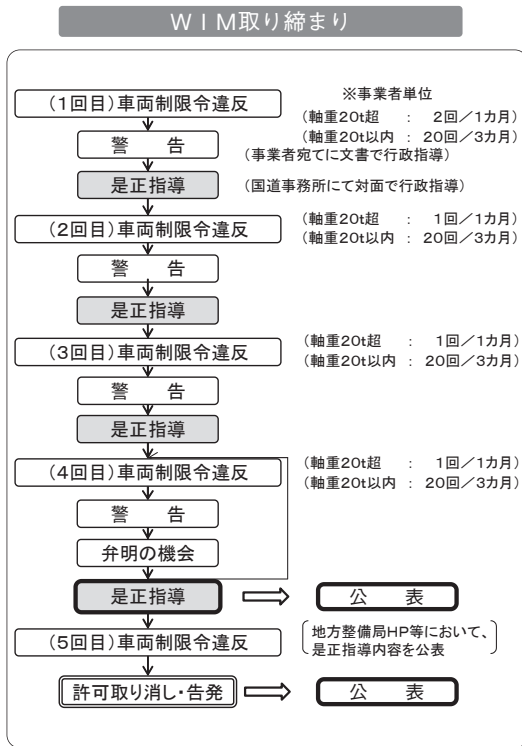 WIM取り締まり
※事業者単位
(1回目)車両制限令違反
(軸重20t超 : 2回/1カ月)
(軸重20t以内 : 20回/3カ月)
警 告
(事業者宛てに文書で行政指導)
是正指導
(国道事務所にて対面で行政指導)
(2回目)車両制限令違反
(軸重20t超 : 1回/1カ月)
(軸重20t以内 : 20回/3カ月)
警 告
是正指導
(3回目)車両制限令違反
(軸重20t超 : 1回/1カ月)
(軸重20t以内 : 20回/3カ月)
警 告
是正指導
(4回目)車両制限令違反
(軸重20t超 : 1回/1カ月)
(軸重20t以内 : 20回/3カ月)
警 告
弁明の機会
是正指導
公 表
(5回目)車両制限令違反
地方整備局HP等において、
是正指導内容を公表
許可取り消し・告発
公 表